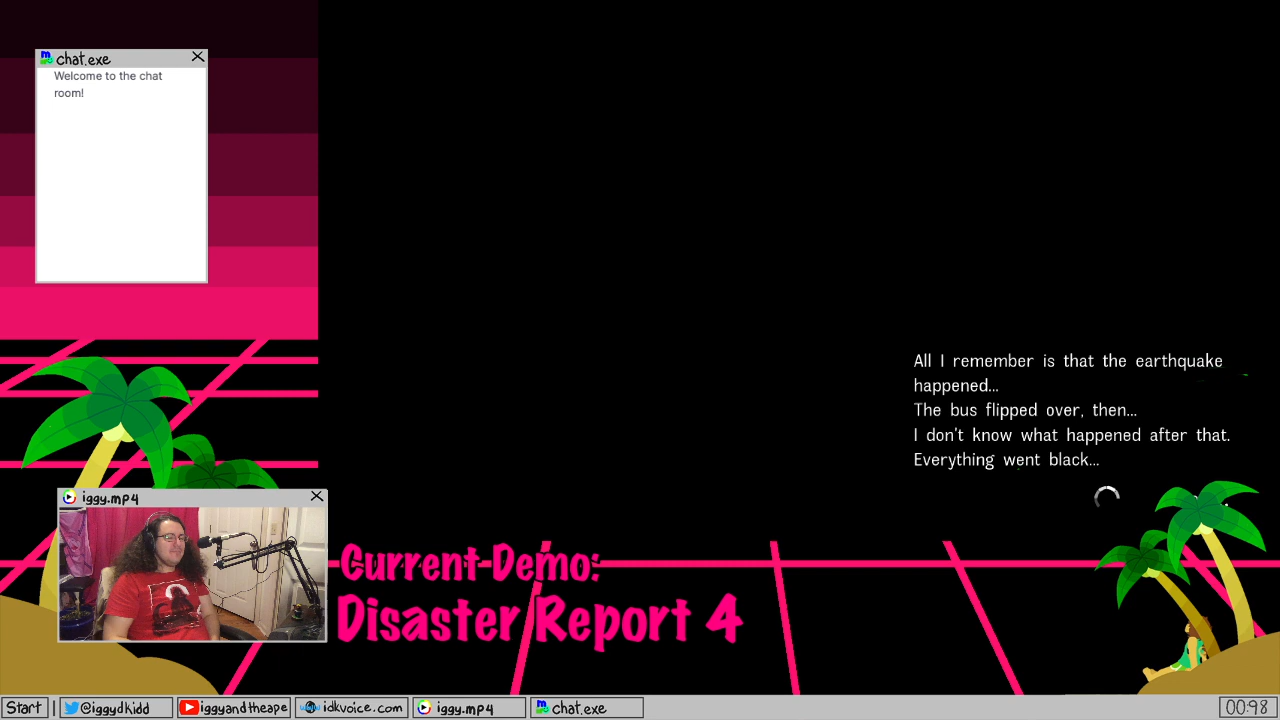 chat.exe
Welcome to the chat
room!
All I remember is that the earthquake
happened...
The bus flipped over, then...
I don't know what happened after that.
Everything went black...
iggy.mp4
Current Demo:
Disaster Report 4
Start | @iggydkidd iggyandtheape idkvoice.com iggy.mp4 chat.exe 00:98